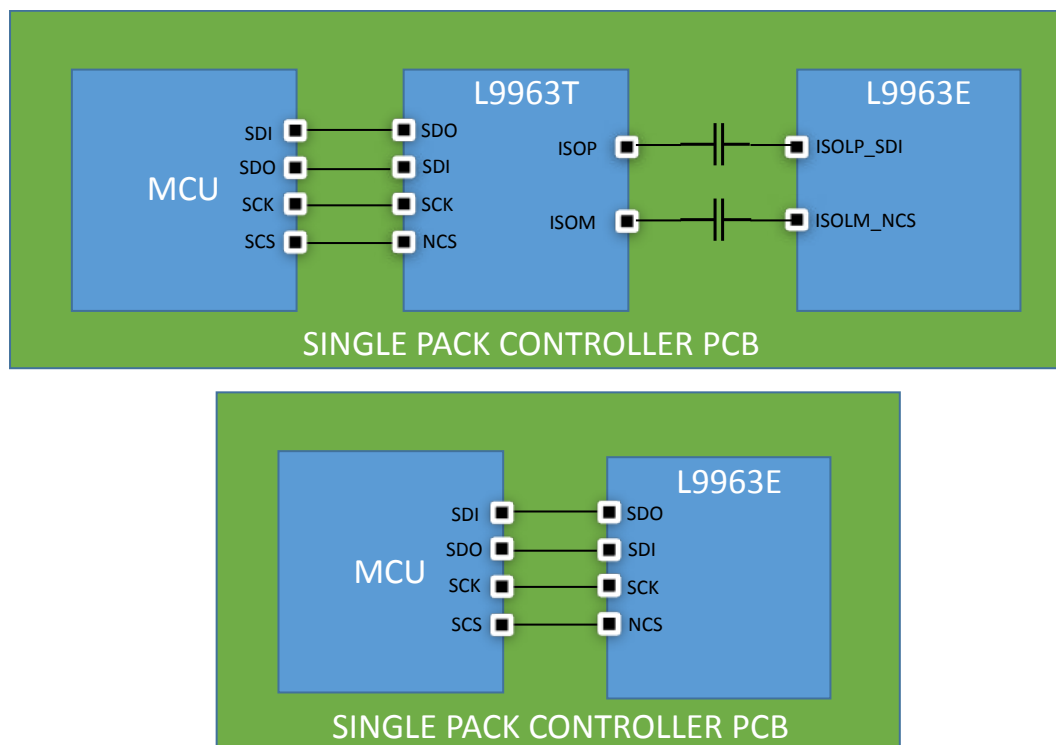 L9963T
L9963E
SDI
SDO
SDO
SDI
ISOP
ISOLP_SDI
MCU
SCK
SCK
SCS
NCS
ISOM
ISOLM_NCS
SINGLE PACK CONTROLLER PCB
L9963E
SDI
SDO
SDO
SDI
MCU
SCK
SCK
SCS
NCS
SINGLE PACK CONTROLLER PCB